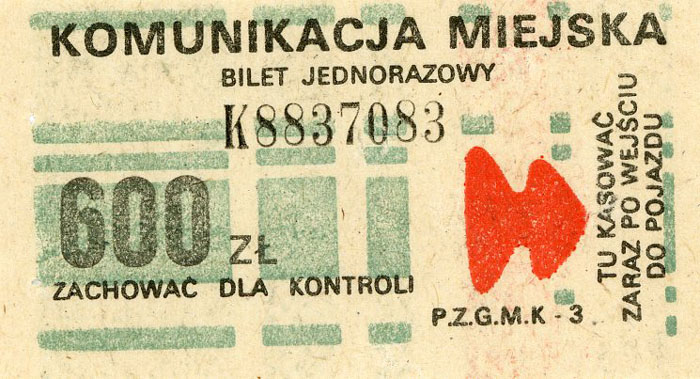 KOMUNIKACJA MIEJSKA
BILET JEDNORAZOWY
K8837083
600 ZŁ
ZACHOWAĆ DLA KONTROLI
P.Z.G.M.K - 3
TU KASOWAĆ
ZARAZ PO WEJŚCIU
DO POJAZDU